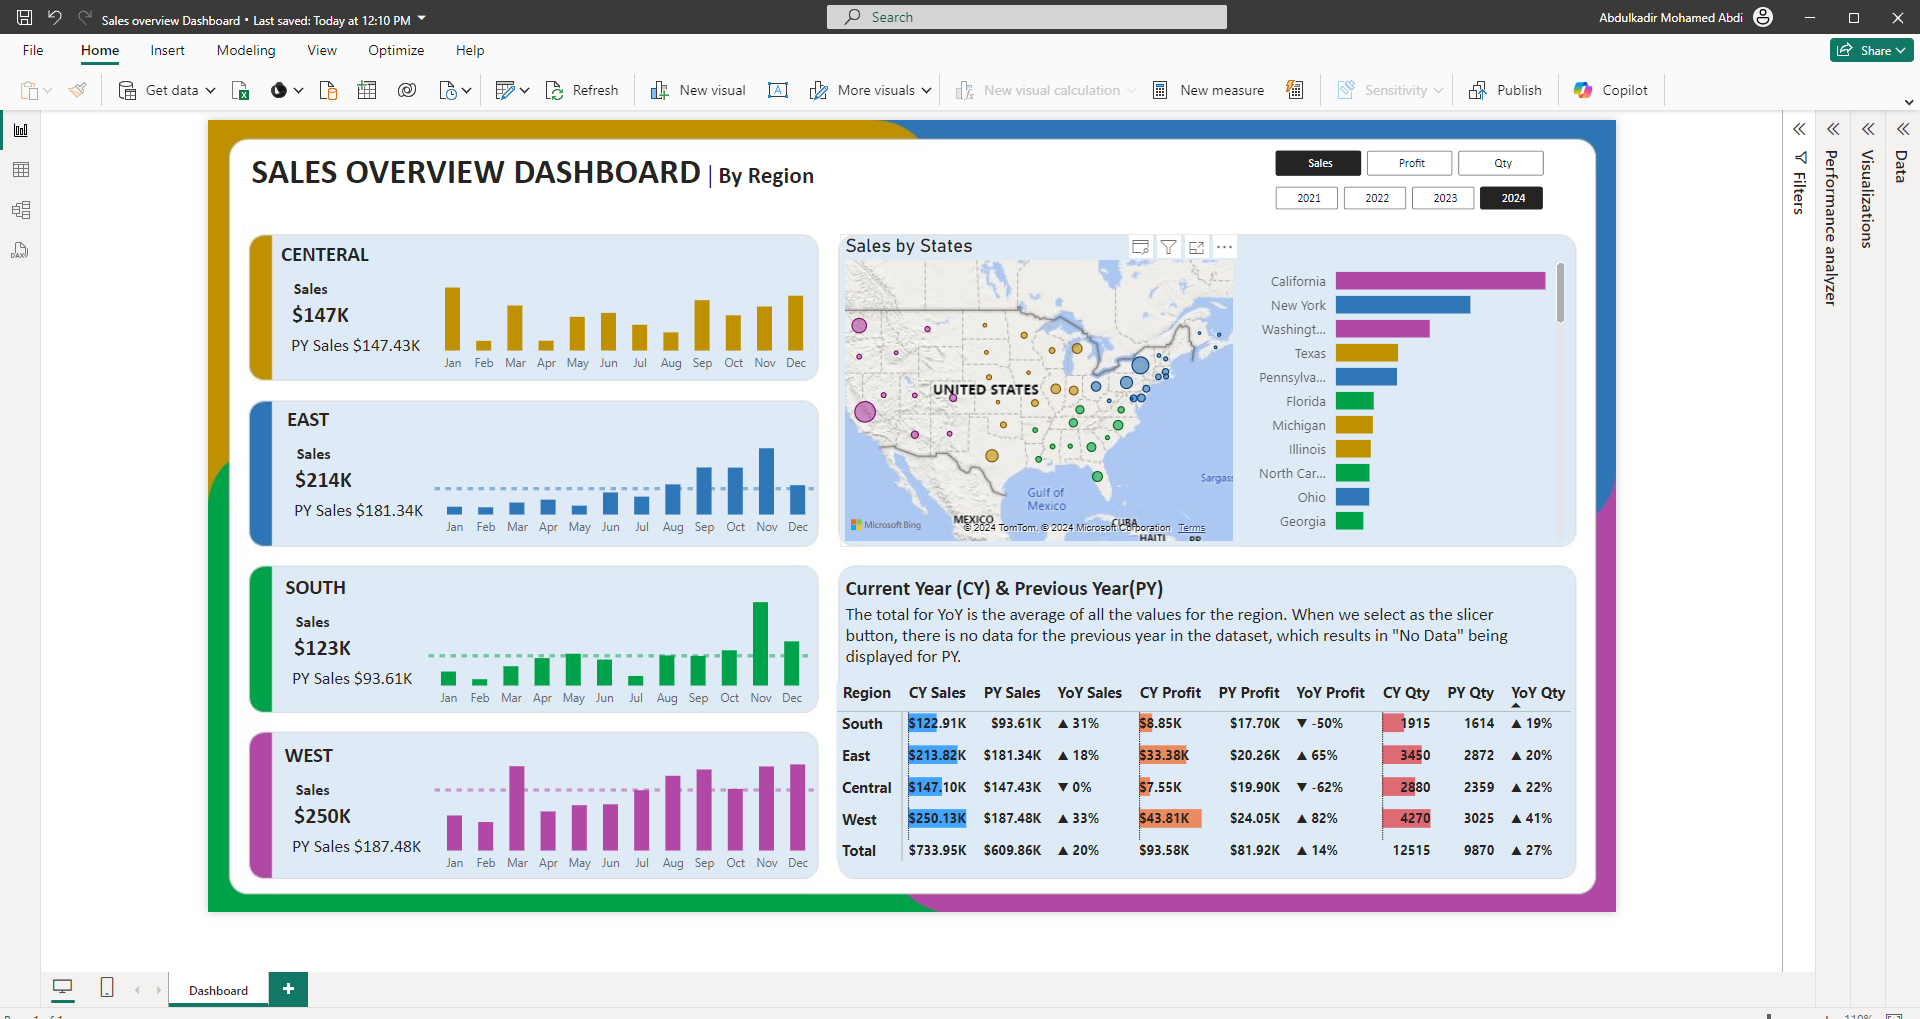 Sales overview Dashboard • Last saved: Today at 12:10 PM
Search
Abdulkadir Mohamed Abdi
File Home Insert Modeling View Optimize Help
Share
Get data
Refresh
New visual
More visuals
New visual calculation
New measure
Sensitivity
Publish
Copilot
DAX
SALES OVERVIEW DASHBOARD | By Region
Sales Profit Qty
2021 2022 2023 2024
CENTERAL
Sales
$147K
PY Sales $147.43K
Jan Feb Mar Apr May Jun Jul Aug Sep Oct Nov Dec
EAST
Sales
$214K
PY Sales $181.34K
Jan Feb Mar Apr May Jun Jul Aug Sep Oct Nov Dec
SOUTH
Sales
$123K
PY Sales $93.61K
Jan Feb Mar Apr May Jun Jul Aug Sep Oct Nov Dec
WEST
Sales
$250K
PY Sales $187.48K
Jan Feb Mar Apr May Jun Jul Aug Sep Oct Nov Dec
Sales by States
UNITED STATES
Gulf of
Mexico
Sargas
MEXICO
CUBA
HAITI PR
Microsoft Bing
© 2024 TomTom, © 2024 Microsoft Corporation Terms
California
New York
Washingt...
Texas
Pennsylva...
Florida
Michigan
Illinois
North Car...
Ohio
Georgia
Current Year (CY) & Previous Year(PY)
The total for YoY is the average of all the values for the region. When we select as the slicer
button, there is no data for the previous year in the dataset, which results in "No Data" being
displayed for PY.
Region CY Sales PY Sales YoY Sales CY Profit PY Profit YoY Profit CY Qty PY Qty YoY Qty
South $122.91K $93.61K ▲ 31% $8.85K $17.70K ▼ -50% 1915 1614 ▲ 19%
East $213.82K $181.34K ▲ 18% $33.38K $20.26K ▲ 65% 3450 2872 ▲ 20%
Central $147.10K $147.43K ▼ 0% $7.55K $19.90K ▼ -62% 2880 2359 ▲ 22%
West $250.13K $187.48K ▲ 33% $43.81K $24.05K ▲ 82% 4270 3025 ▲ 41%
Total $733.95K $609.86K ▲ 20% $93.58K $81.92K ▲ 14% 12515 9870 ▲ 27%
Filters
Performance analyzer
Visualizations
Data
Dashboard